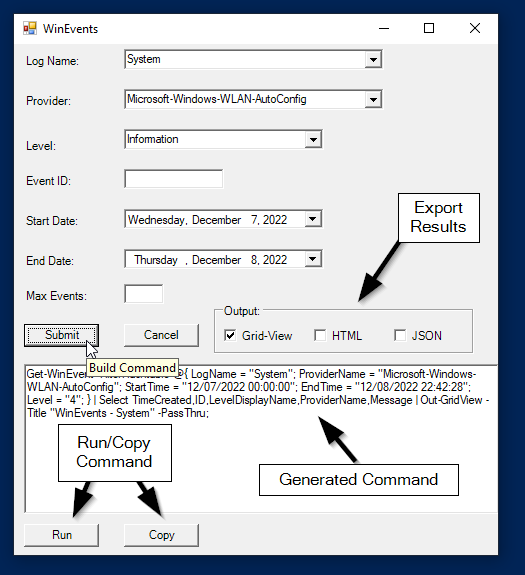 WinEvents
Log Name:
System
Provider:
Microsoft-Windows-WLAN-AutoConfig
Level:
Information
Event ID:
Start Date:
Wednesday, December 7, 2022
Export
Results
End Date:
Thursday , December 8, 2022
Max Events:
Output:
Submit
Cancel
Grid-View
HTML
JSON
Build Command
Get-WinEvent @{ LogName = "System"; ProviderName = "Microsoft-Windows-
WLAN-AutoConfig"; StartTime = "12/07/2022 00:00:00"; EndTime = "12/08/2022 22:42:28";
Level = "4"; } | Select TimeCreated,ID,LevelDisplayName,ProviderName,Message | Out-GridView -
Title "WinEvents - System" -PassThru;
Run/Copy
Command
Generated Command
Run
Copy